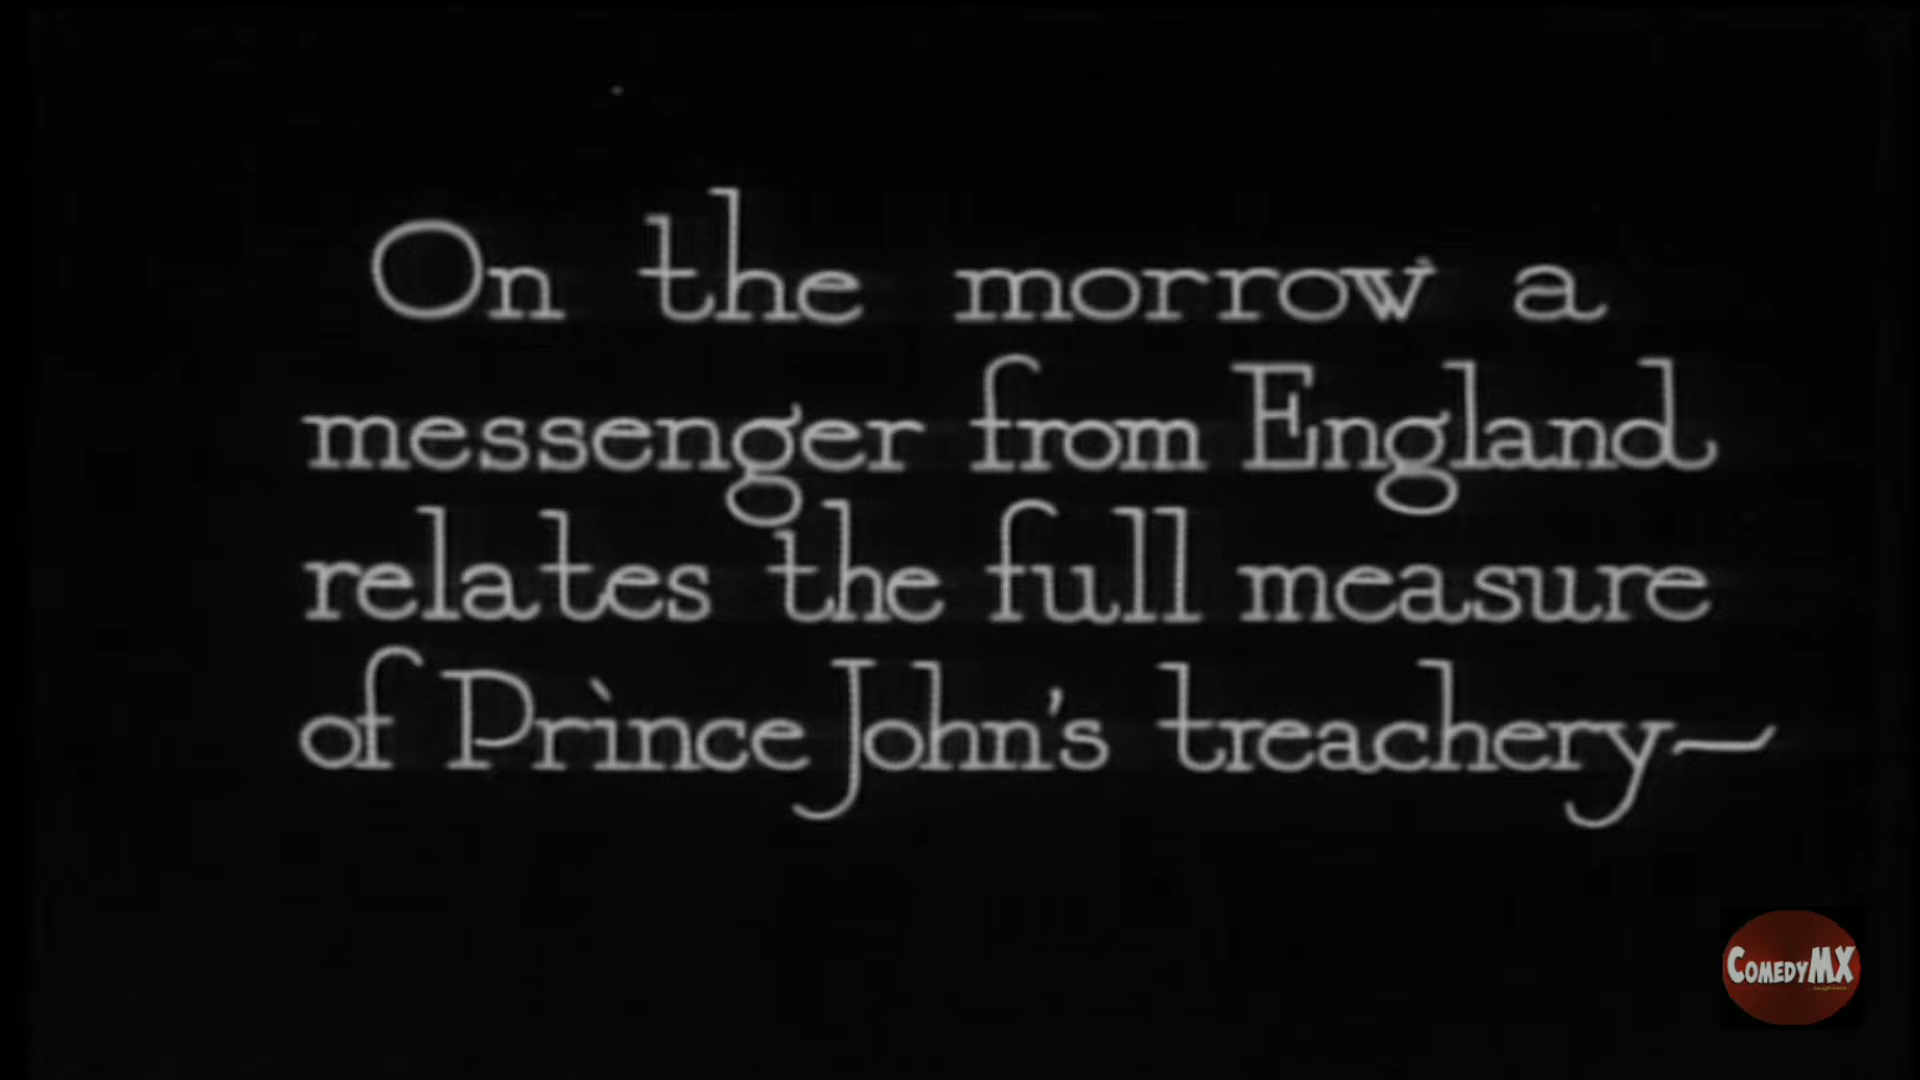 On the morrow a
messenger from England
relates the full measure
of Prince John's treachery—
COMEDYMX